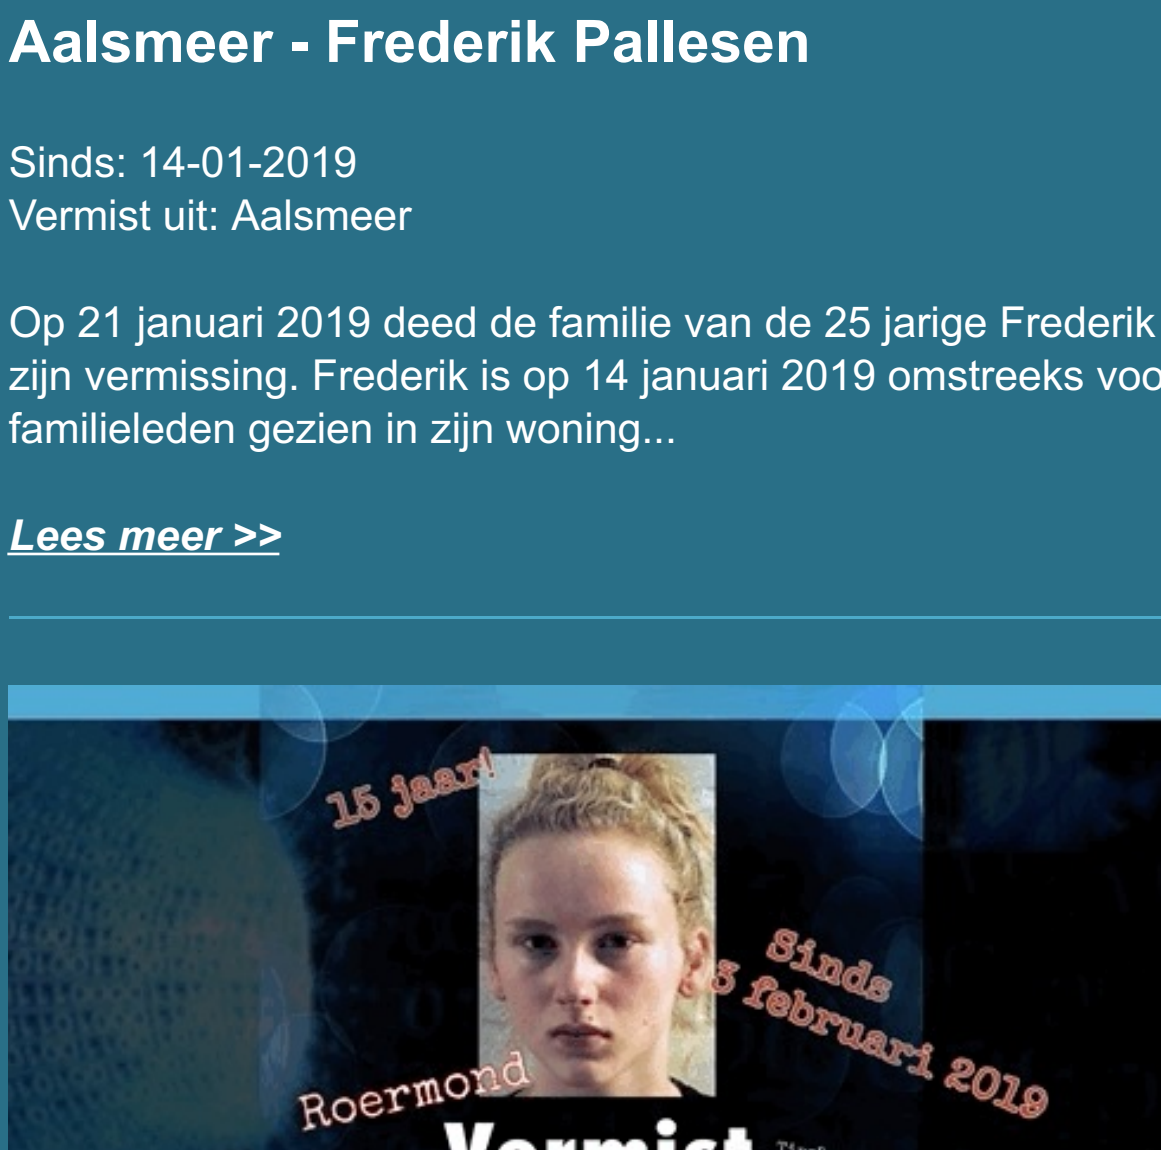 Aalsmeer - Frederik Pallesen
Sinds: 14-01-2019
Vermist uit: Aalsmeer
Op 21 januari 2019 deed de familie van de 25 jarige Frederik
zijn vermissing. Frederik is op 14 januari 2019 omstreeks voo
familieleden gezien in zijn woning...
Lees meer >>
15 jaar!
Sinds
3 februari 2019
Roermond
Vermist